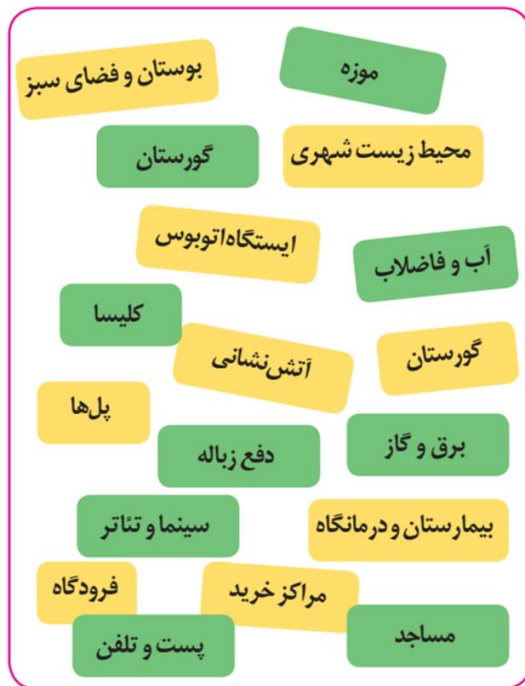 موزه
بوستان و فضای سبز
محیط زیست شهری
گورستان
ایستگاه اتوبوس
آب و فاضلاب
کلیسا
گورستان
آتش‌نشانی
پل‌ها
برق و گاز
دفع زباله
بیمارستان و درمانگاه
سینما و تئاتر
مراکز خرید
فرودگاه
مساجد
پست و تلفن